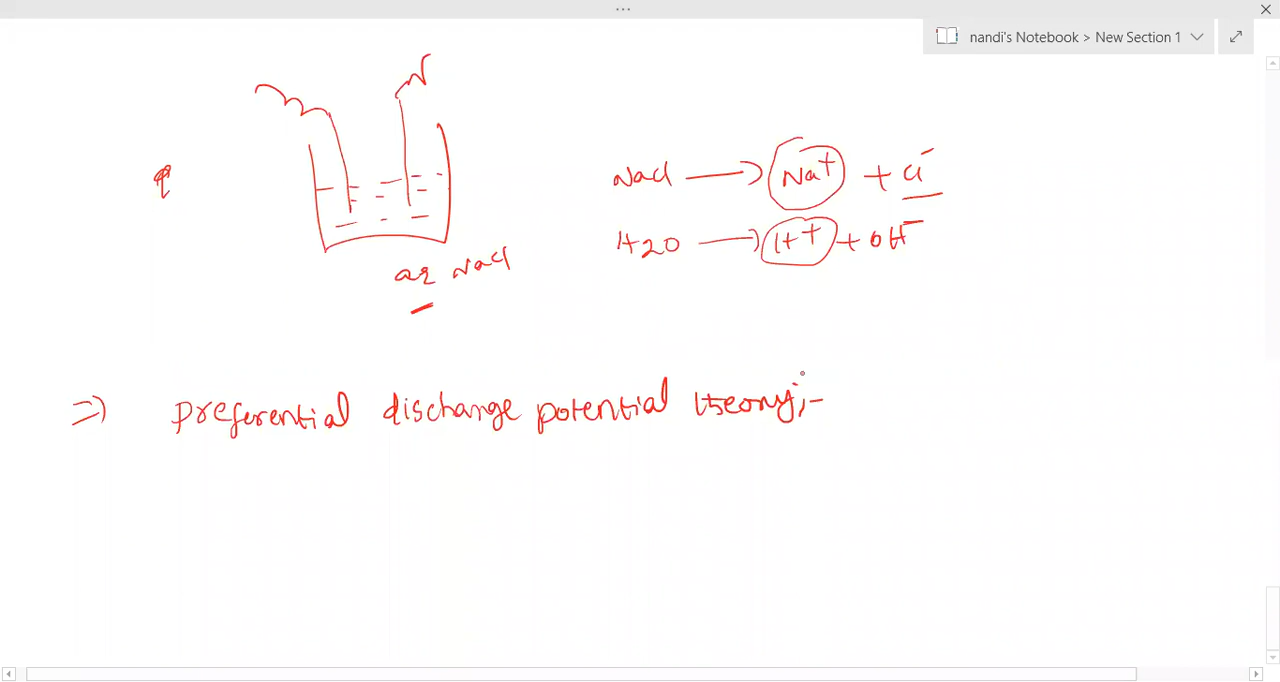 nandi's Notebook > New Section 1
NaCl ⟶ Na⁺ + Cl⁻
H2O ⟶ H⁺ + OH⁻
aq NaCl
⇒ preferential discharge potential theory:-